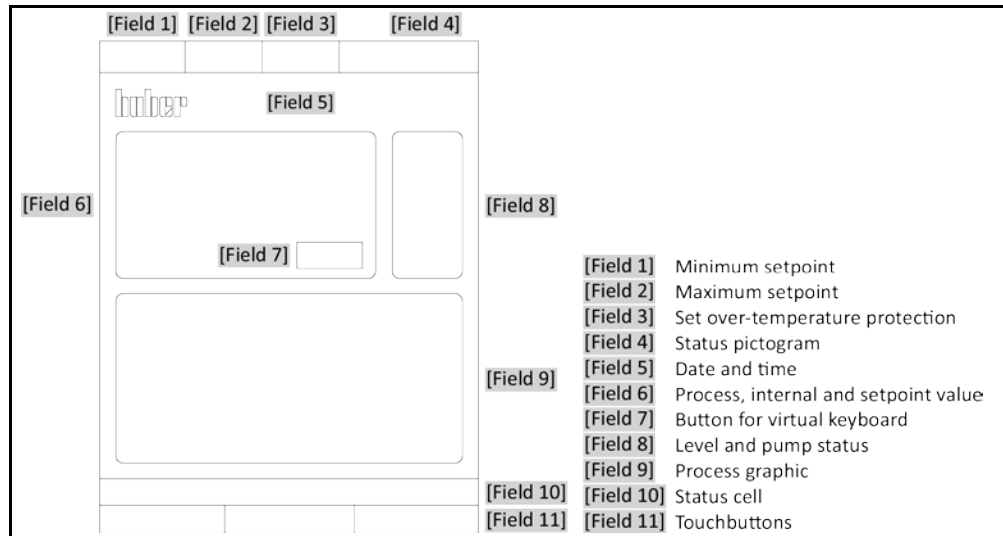 [Field 1] [Field 2] [Field 3] [Field 4]
huber [Field 5]
[Field 6]
[Field 8]
[Field 7]
[Field 9]
[Field 10]
[Field 11]
[Field 1] Minimum setpoint
[Field 2] Maximum setpoint
[Field 3] Set over-temperature protection
[Field 4] Status pictogram
[Field 5] Date and time
[Field 6] Process, internal and setpoint value
[Field 7] Button for virtual keyboard
[Field 8] Level and pump status
[Field 9] Process graphic
[Field 10] Status cell
[Field 11] Touchbuttons